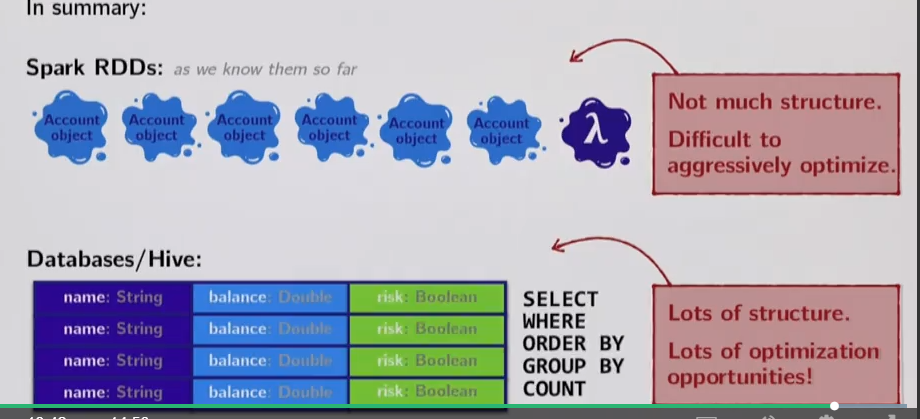 In summary:
Spark RDDs: as we know them so far
Account object
Account object
Account object
Account object
Account object
Account object
λ
Not much structure.
Difficult to
aggressively optimize.
Databases/Hive:
name: String balance: Double risk: Boolean
name: String balance: Double risk: Boolean
name: String balance: Double risk: Boolean
name: String balance: Double risk: Boolean
SELECT
WHERE
ORDER BY
GROUP BY
COUNT
Lots of structure.
Lots of optimization
opportunities!